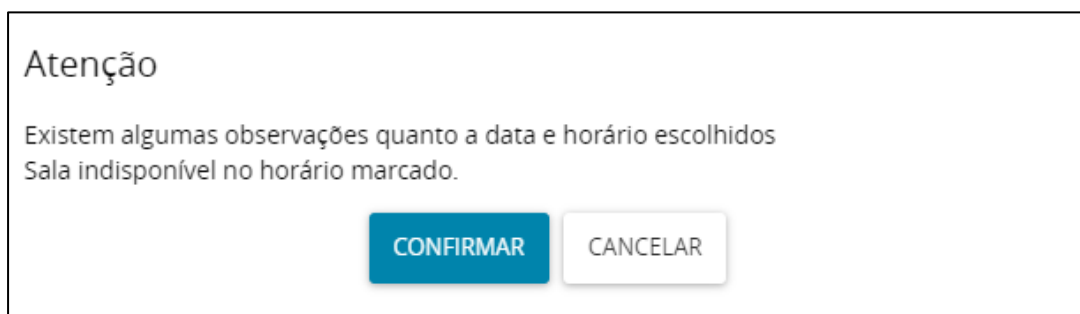 Atenção
Existem algumas observações quanto a data e horário escolhidos
Sala indisponível no horário marcado.
CONFIRMAR CANCELAR